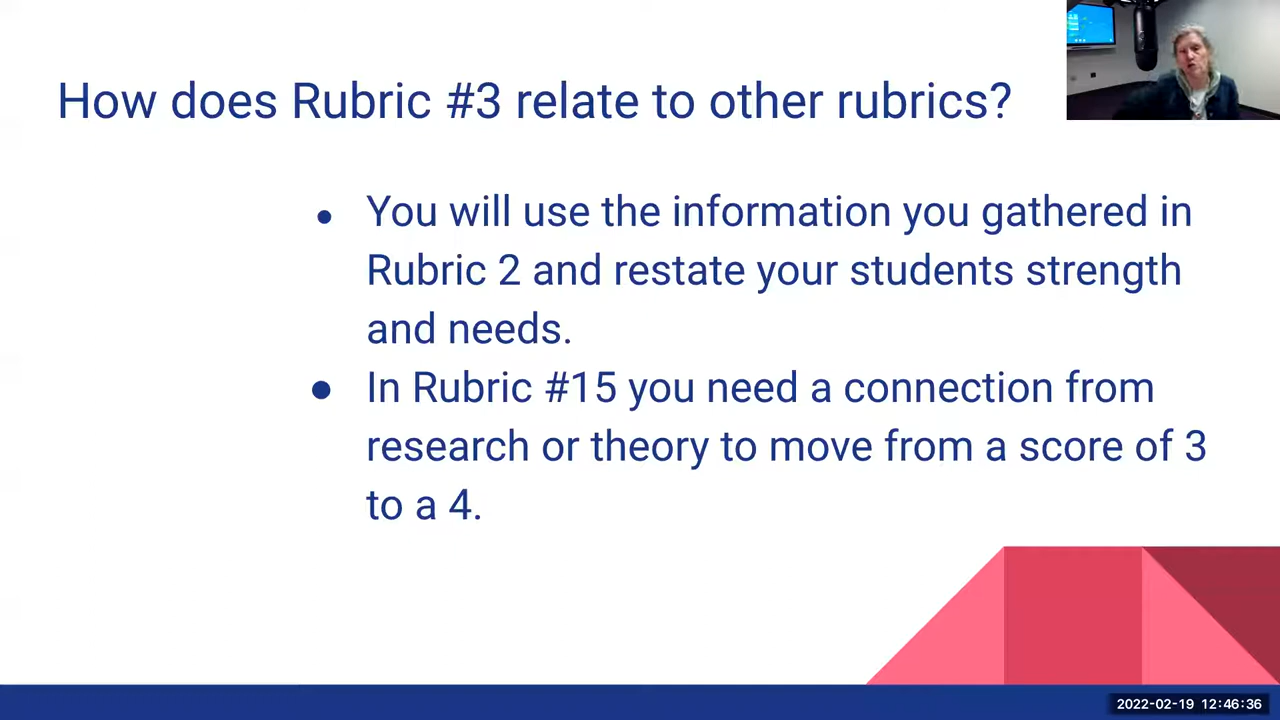 How does Rubric #3 relate to other rubrics?
● You will use the information you gathered in
Rubric 2 and restate your students strength
and needs.
● In Rubric #15 you need a connection from
research or theory to move from a score of 3
to a 4.
2022-02-19 12:46:36